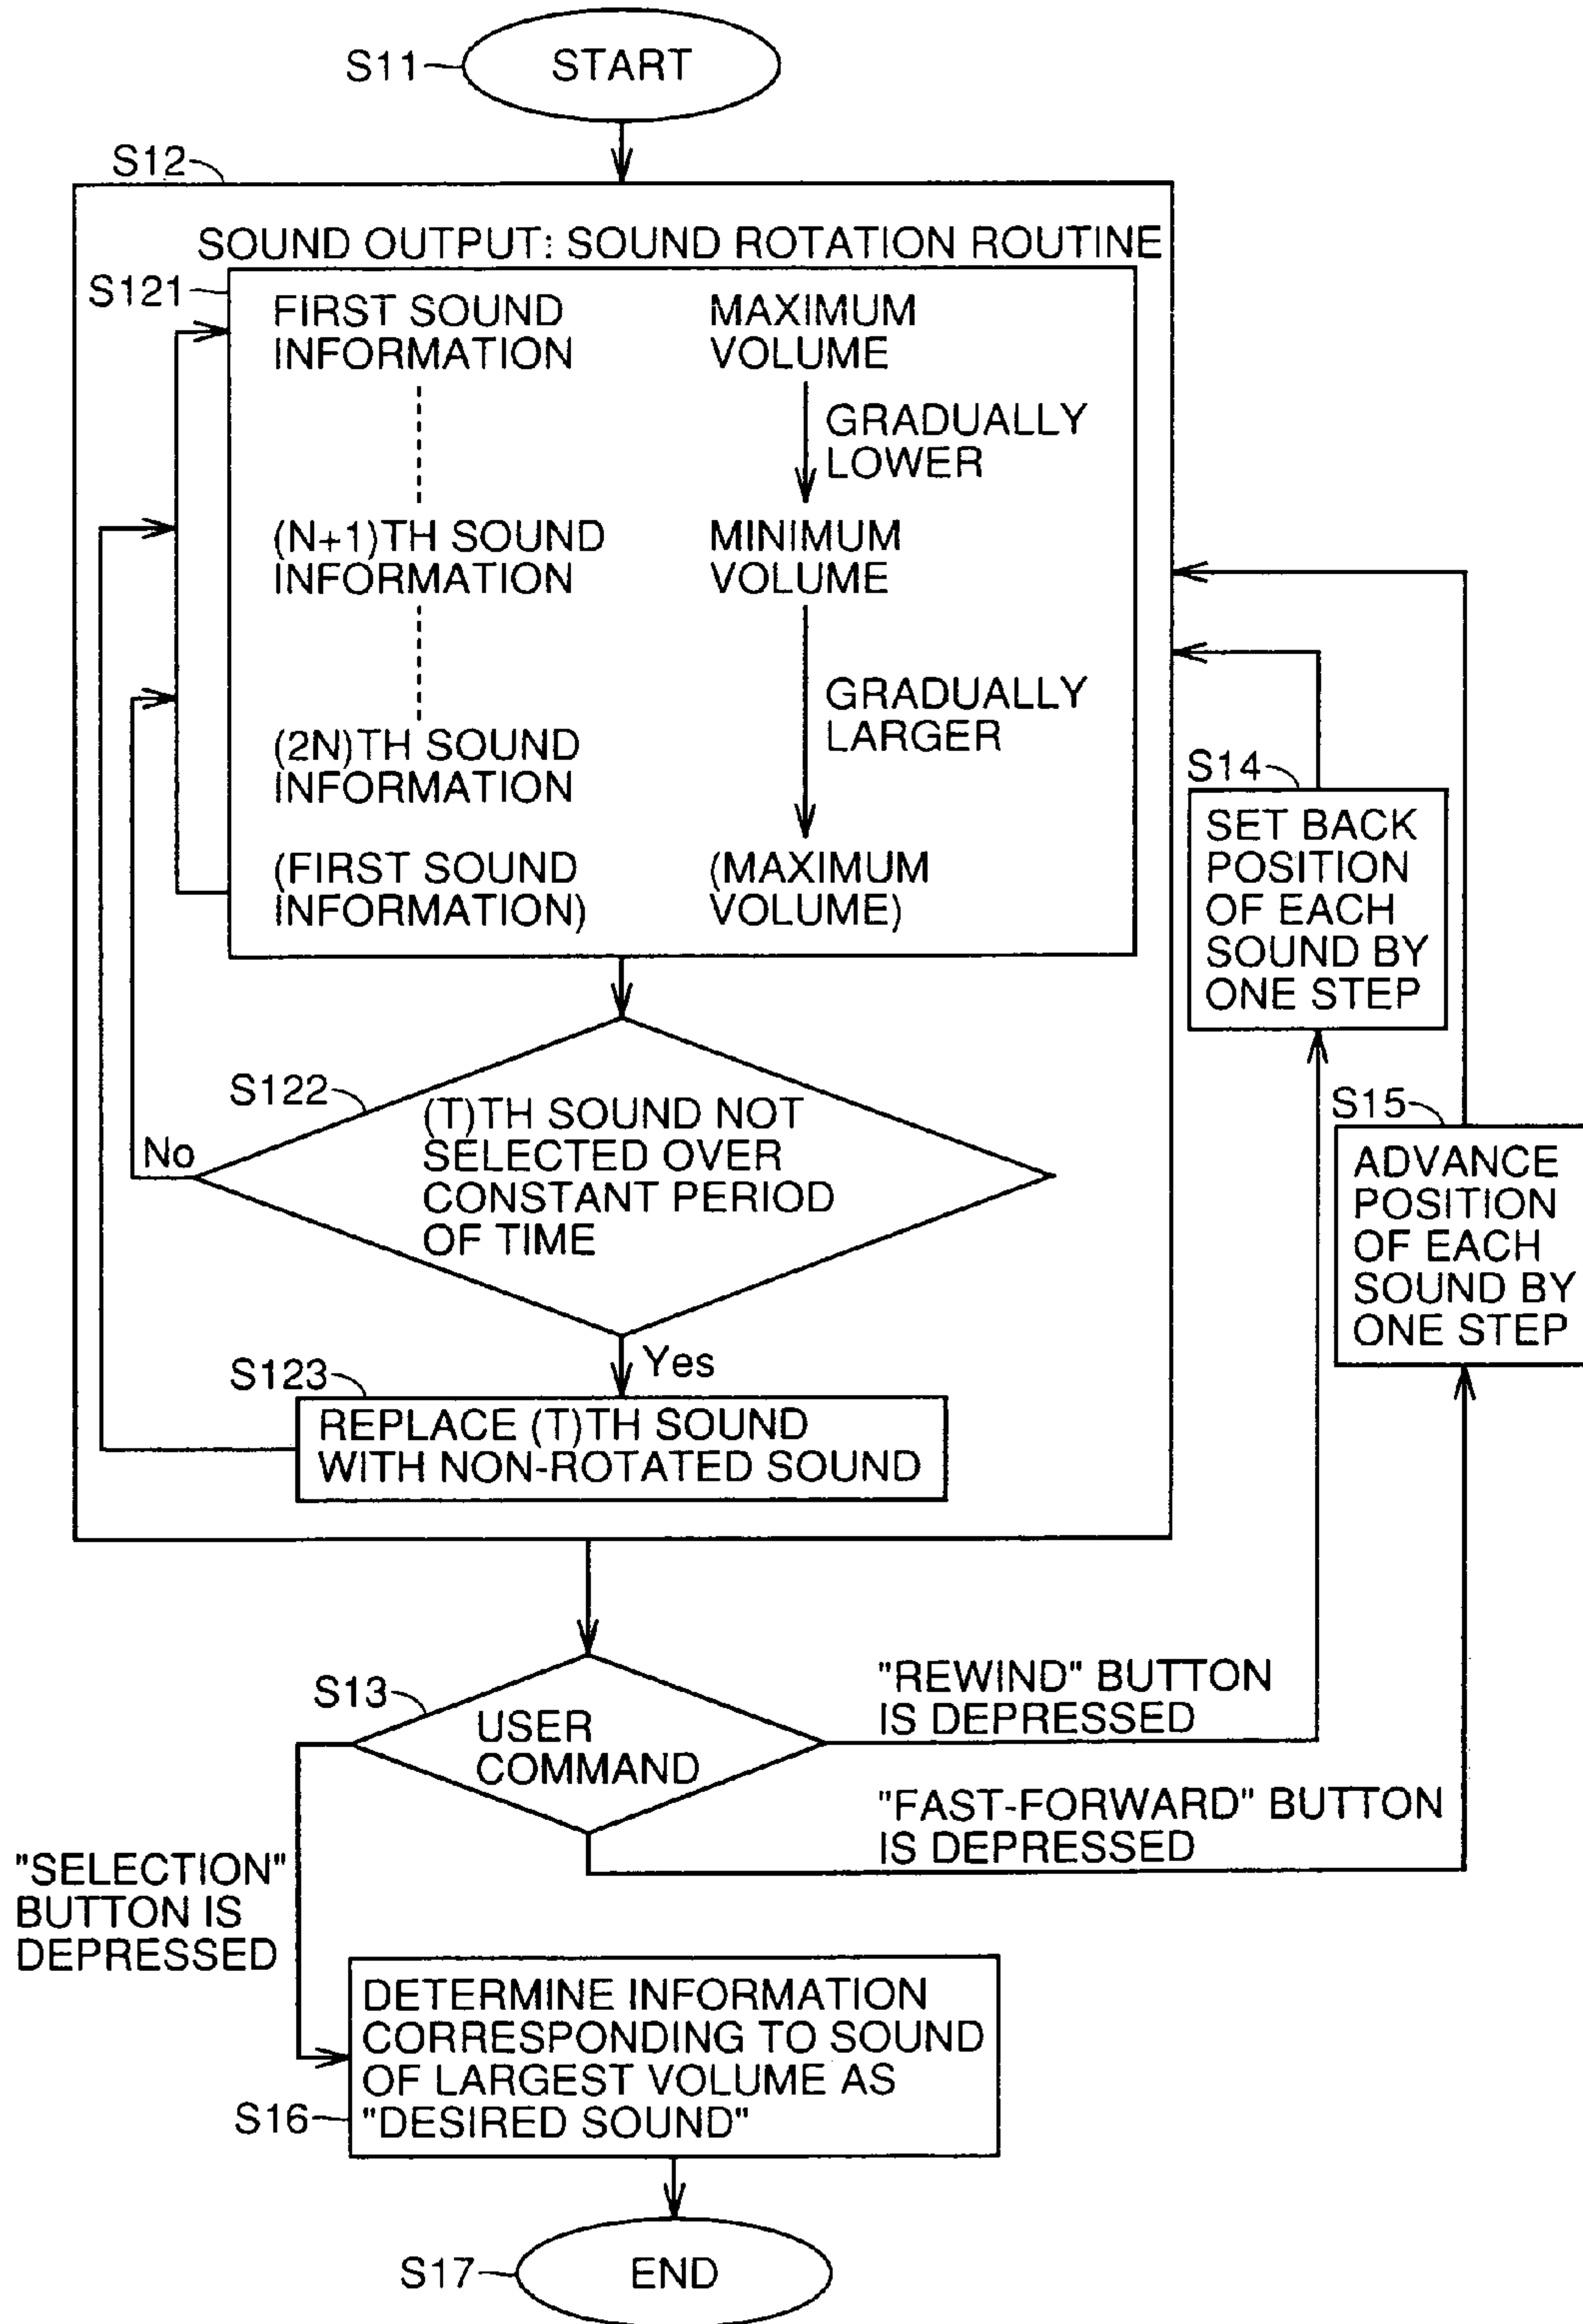 S11
START
S12
SOUND OUTPUT: SOUND ROTATION ROUTINE
S121
FIRST SOUND
INFORMATION
MAXIMUM
VOLUME
GRADUALLY
LOWER
(N+1)TH SOUND
INFORMATION
MINIMUM
VOLUME
GRADUALLY
LARGER
(2N)TH SOUND
INFORMATION
(FIRST SOUND
INFORMATION)
(MAXIMUM
VOLUME)
S14
SET BACK
POSITION
OF EACH
SOUND BY
ONE STEP
S122
(T)TH SOUND NOT
SELECTED OVER
CONSTANT PERIOD
OF TIME
No
Yes
S15
ADVANCE
POSITION
OF EACH
SOUND BY
ONE STEP
S123
REPLACE (T)TH SOUND
WITH NON-ROTATED SOUND
S13
USER
COMMAND
"REWIND" BUTTON
IS DEPRESSED
"FAST-FORWARD" BUTTON
IS DEPRESSED
"SELECTION"
BUTTON IS
DEPRESSED
DETERMINE INFORMATION
CORRESPONDING TO SOUND
OF LARGEST VOLUME AS
"DESIRED SOUND"
S16
S17
END